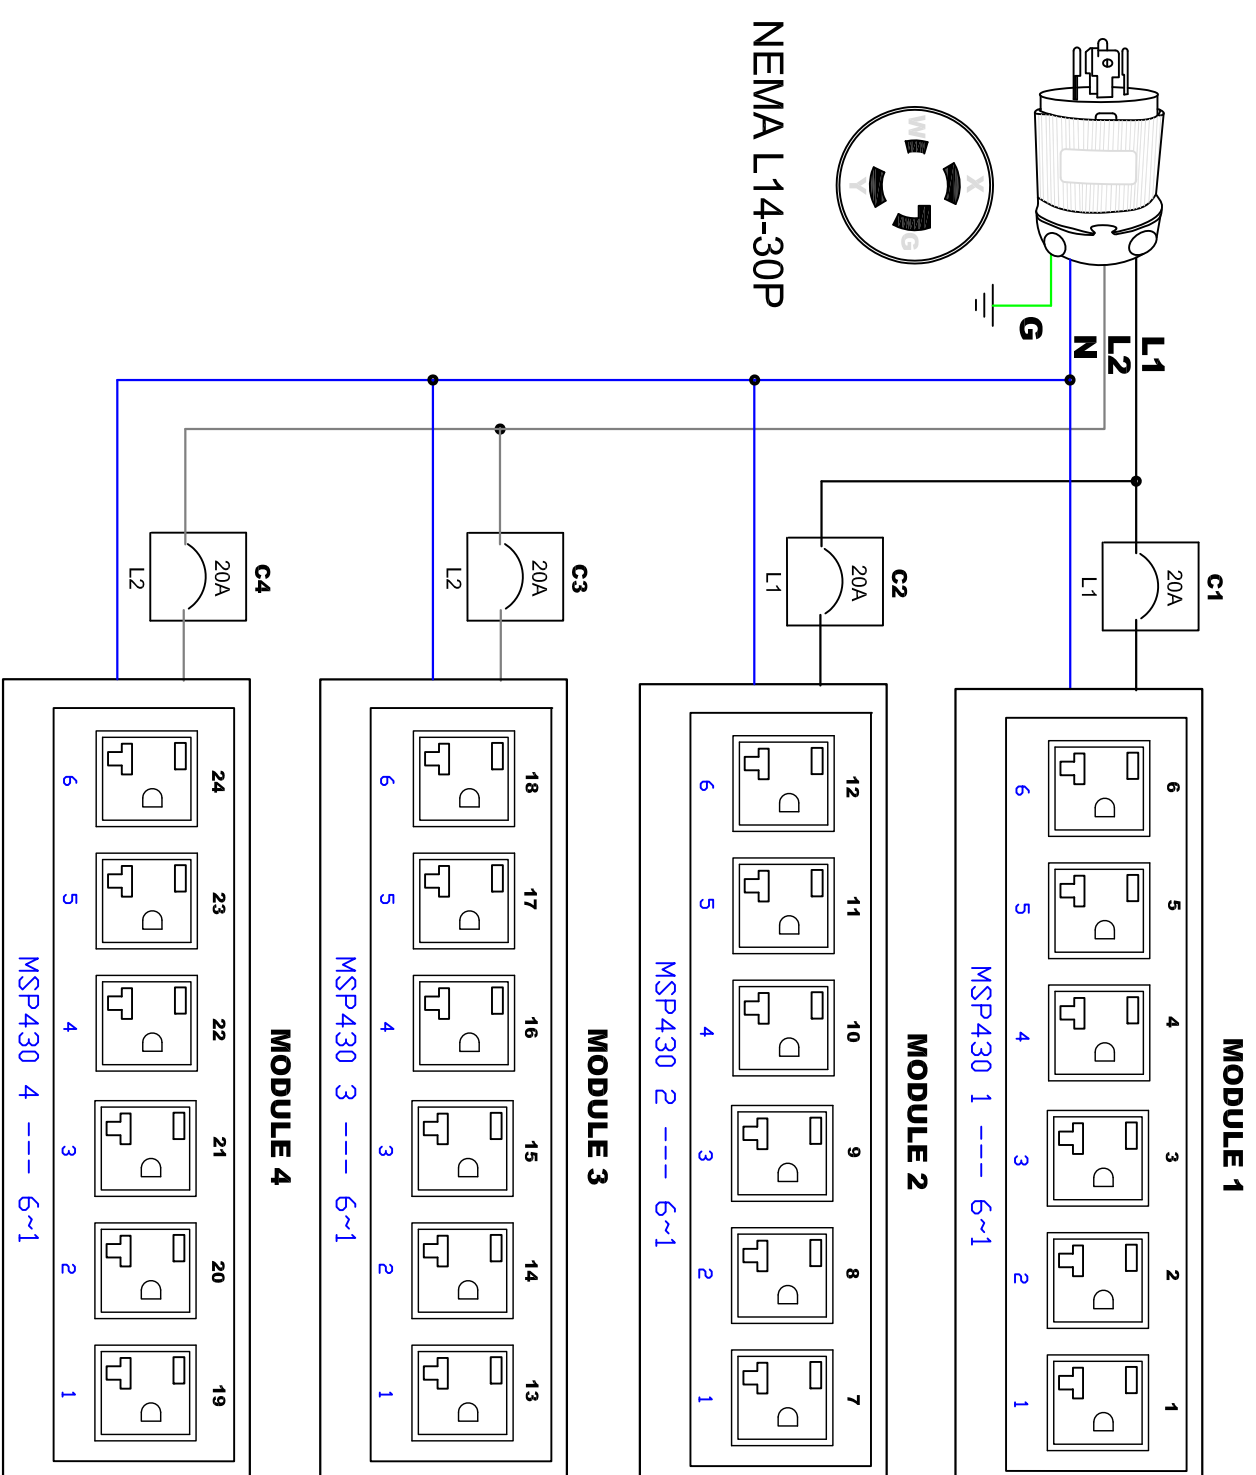 NEMA L14-30P
W
X
Y
G
G
N
L2
L1
C1
20A
L1
C2
20A
L1
C3
20A
L2
C4
20A
L2
MODULE 1
6 5 4 3 2 1
6 5 4 3 2 1
MSP430 1 --- 6~1
MODULE 2
12 11 10 9 8 7
6 5 4 3 2 1
MSP430 2 --- 6~1
MODULE 3
18 17 16 15 14 13
6 5 4 3 2 1
MSP430 3 --- 6~1
MODULE 4
24 23 22 21 20 19
6 5 4 3 2 1
MSP430 4 --- 6~1